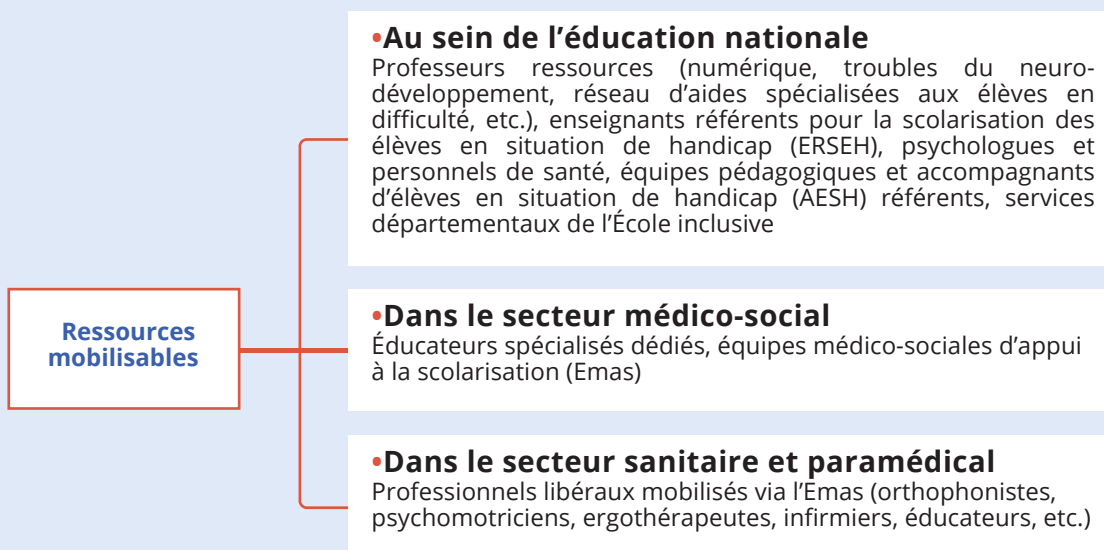 •Au sein de l’éducation nationale
Professeurs ressources (numérique, troubles du neuro-
développement, réseau d’aides spécialisées aux élèves en
difficulté, etc.), enseignants référents pour la scolarisation des
élèves en situation de handicap (ERSEH), psychologues et
personnels de santé, équipes pédagogiques et accompagnants
d’élèves en situation de handicap (AESH) référents, services
départementaux de l’École inclusive
Ressources
mobilisables
•Dans le secteur médico-social
Éducateurs spécialisés dédiés, équipes médico-sociales d’appui
à la scolarisation (Emas)
•Dans le secteur sanitaire et paramédical
Professionnels libéraux mobilisés via l’Emas (orthophonistes,
psychomotriciens, ergothérapeutes, infirmiers, éducateurs, etc.)